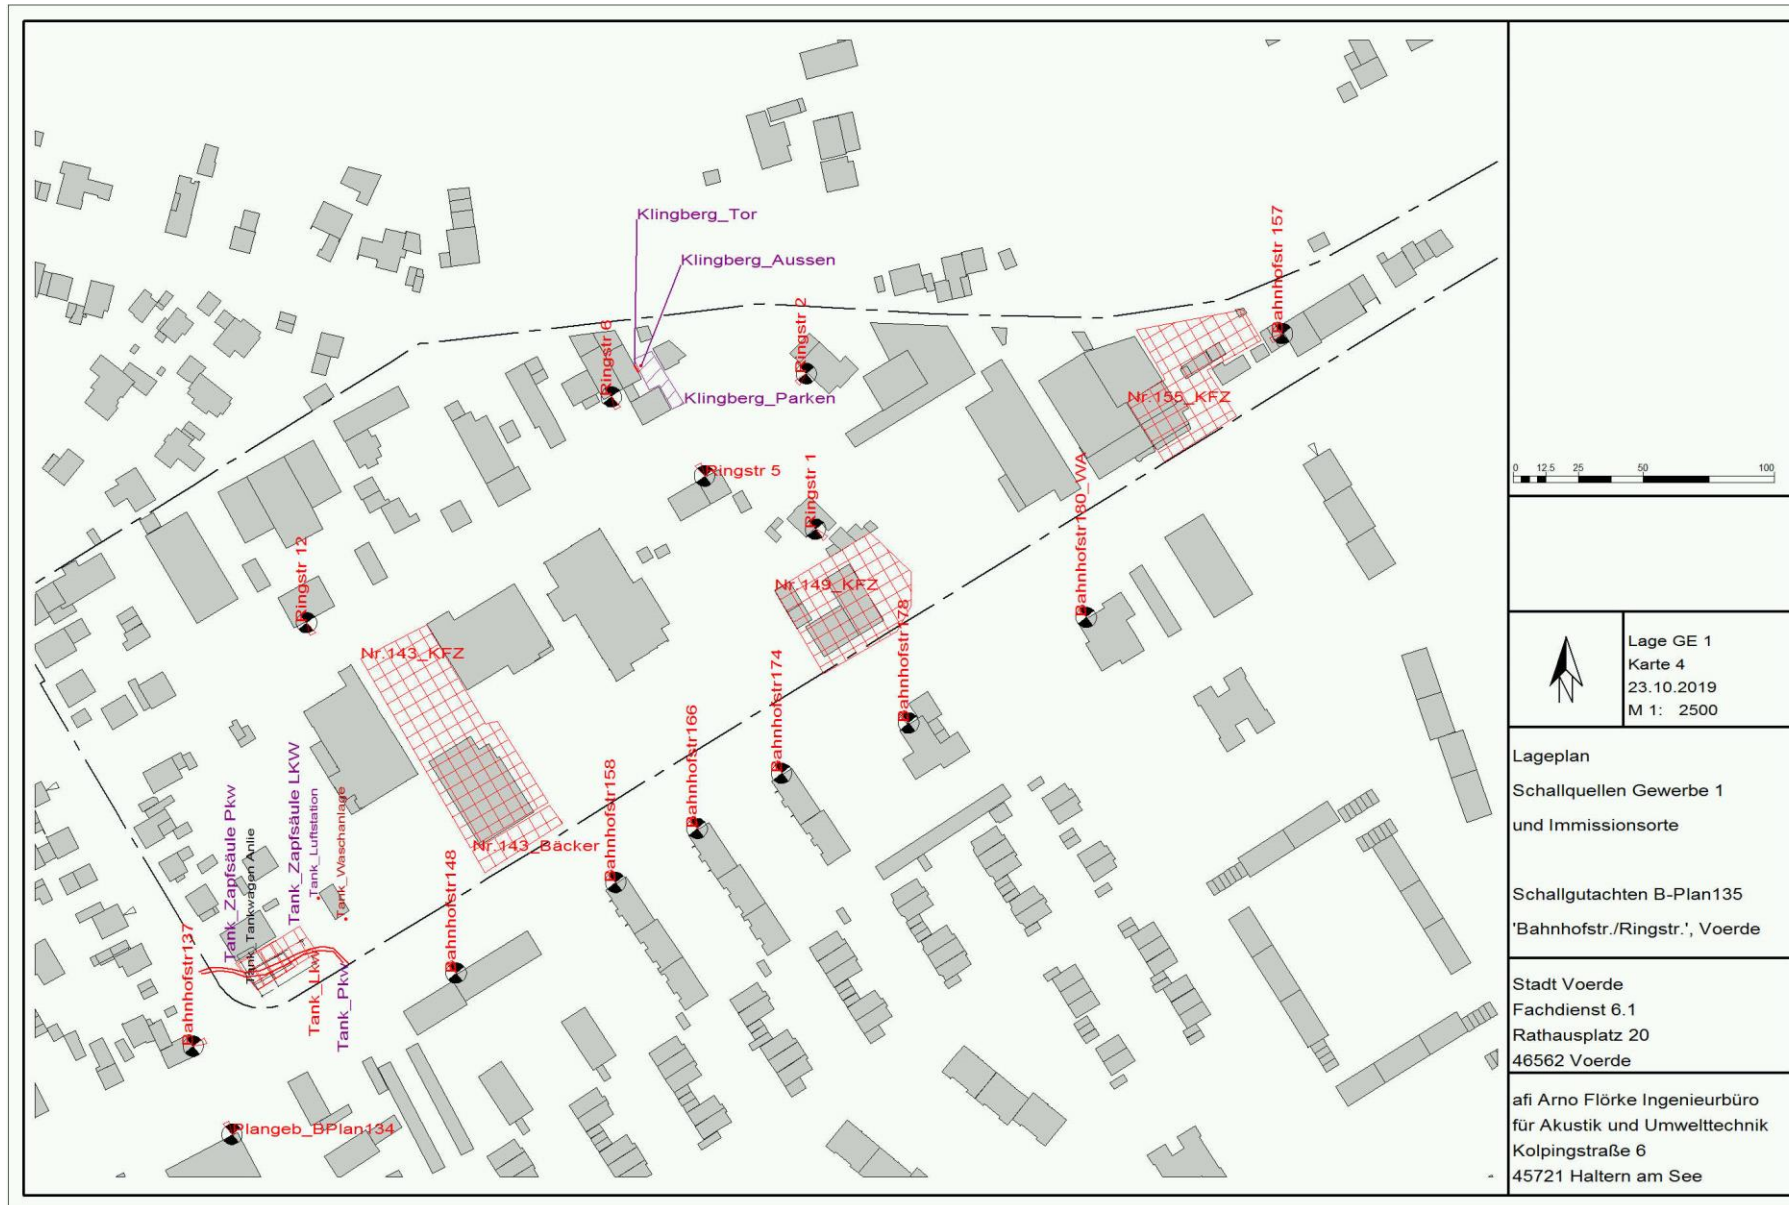 Klingberg_Tor
Klingberg_Aussen
Bahnhofstr 157
Ringstr 6
Ringstr 2
Klingberg_Parken
Nr.155_KFZ
Ringstr 5
Ringstr 1
Bahnhofstr180_WA
Ringstr 12
Nr.149_KFZ
Nr.143_KFZ
Bahnhofstr178
Bahnhofstr174
Bahnhofstr166
Bahnhofstr158
Nr.143_Bäcker
Tank_Zapfsäule Pkw
Tank_Tankwagen Anlie
Tank_Zapfsäule LKW
Tank_Luftstation
Tank_Waschanlage
Bahnhofstr148
Bahnhofstr137
Tank_Lkw
Tank_Pkw
Plangeb_BPlan134
0 12.5 25 50 100
Lage GE 1
Karte 4
23.10.2019
M 1: 2500
Lageplan
Schallquellen Gewerbe 1
und Immissionsorte
Schallgutachten B-Plan135
'Bahnhofstr./Ringstr.', Voerde
Stadt Voerde
Fachdienst 6.1
Rathausplatz 20
46562 Voerde
afi Arno Flörke Ingenieurbüro
für Akustik und Umwelttechnik
Kolpingstraße 6
45721 Haltern am See